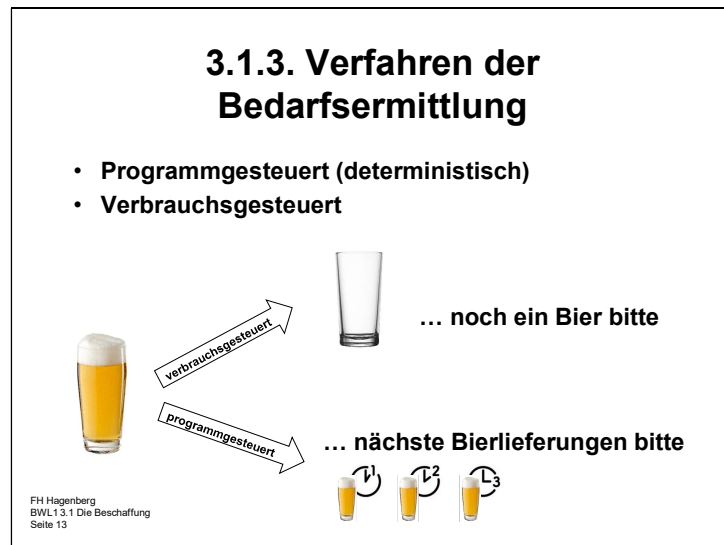 3.1.3. Verfahren der
Bedarfsermittlung
• Programmgesteuert (deterministisch)
• Verbrauchsgesteuert
verbrauchsgesteuert
… noch ein Bier bitte
programmgesteuert
… nächste Bierlieferungen bitte
1 2 3
FH Hagenberg
BWL1 3.1 Die Beschaffung
Seite 13